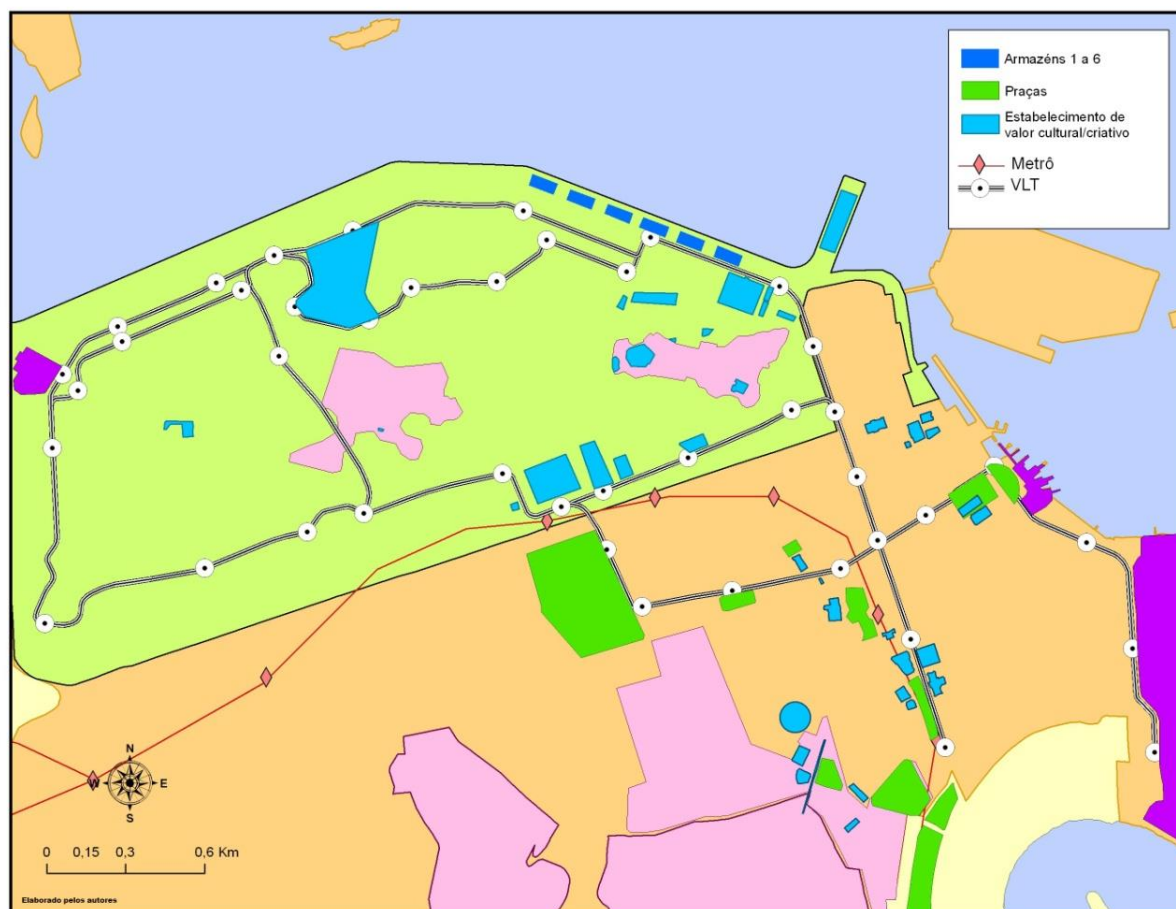 Armazéns 1 a 6
Praças
Estabelecimento de
valor cultural/criativo
Metrô
VLT
N
W E
S
0 0,15 0,3 0,6 Km
Elaborado pelos autores